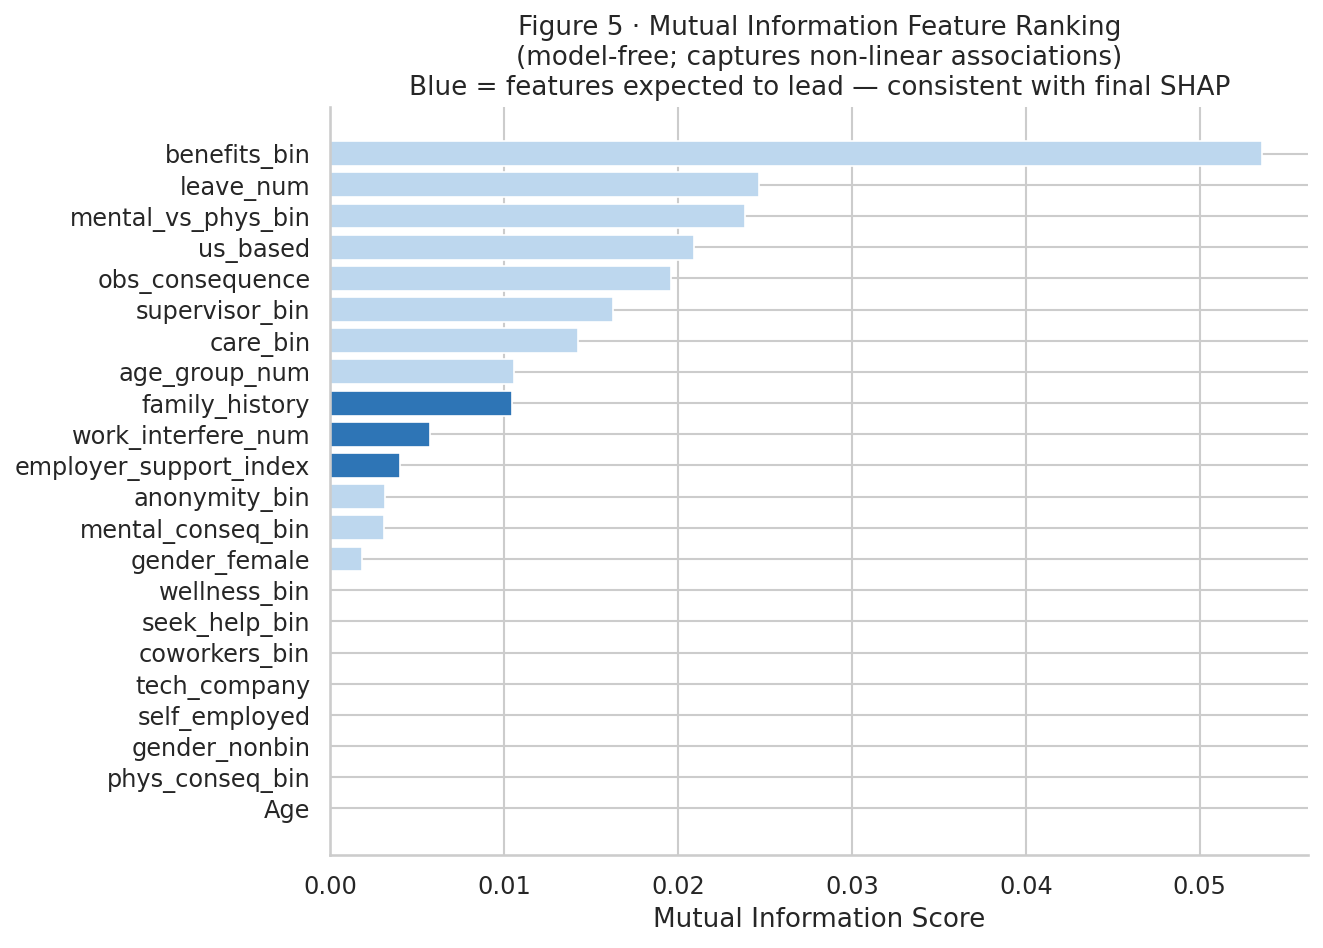 Figure 5 · Mutual Information Feature Ranking
(model-free; captures non-linear associations)
Blue = features expected to lead — consistent with final SHAP
benefits_bin
leave_num
mental_vs_phys_bin
us_based
obs_consequence
supervisor_bin
care_bin
age_group_num
family_history
work_interfere_num
employer_support_index
anonymity_bin
mental_conseq_bin
gender_female
wellness_bin
seek_help_bin
coworkers_bin
tech_company
self_employed
gender_nonbin
phys_conseq_bin
Age
0.00 0.01 0.02 0.03 0.04 0.05
Mutual Information Score